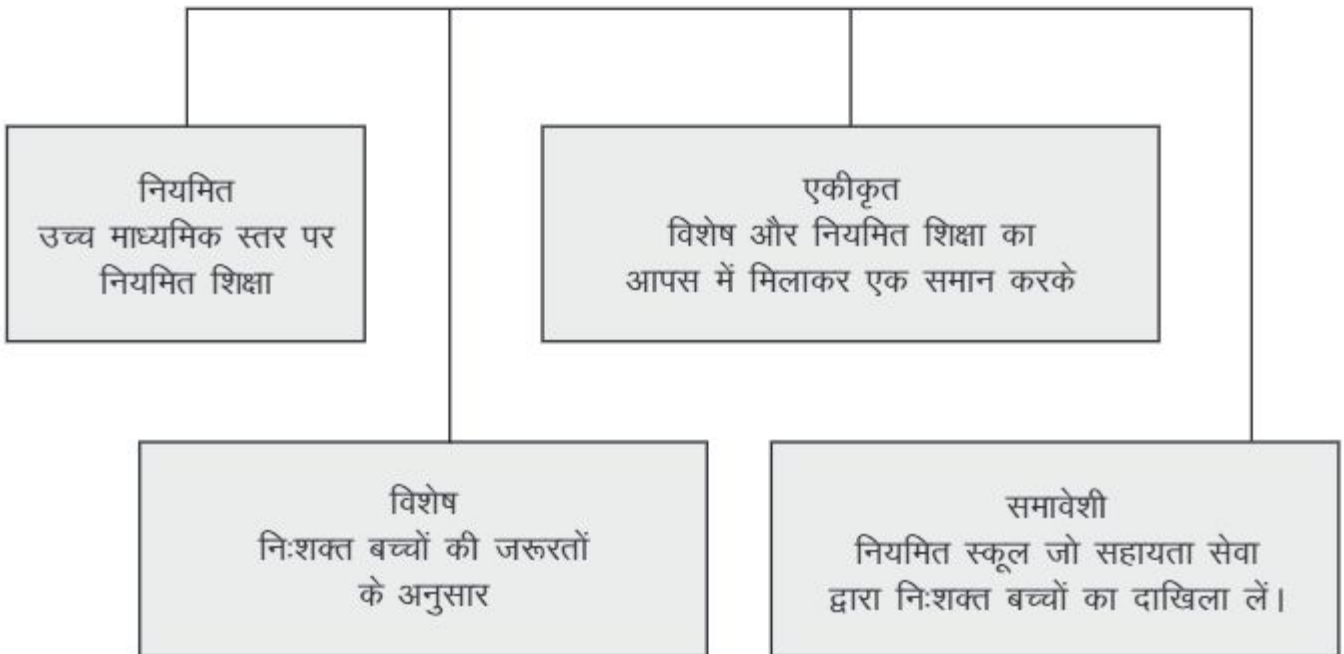 नियमित
उच्च माध्यमिक स्तर पर
नियमित शिक्षा
एकीकृत
विशेष और नियमित शिक्षा का
आपस में मिलाकर एक समान करके
विशेष
निःशक्त बच्चों की जरूरतों
के अनुसार
समावेशी
नियमित स्कूल जो सहायता सेवा
द्वारा निःशक्त बच्चों का दाखिला लें।